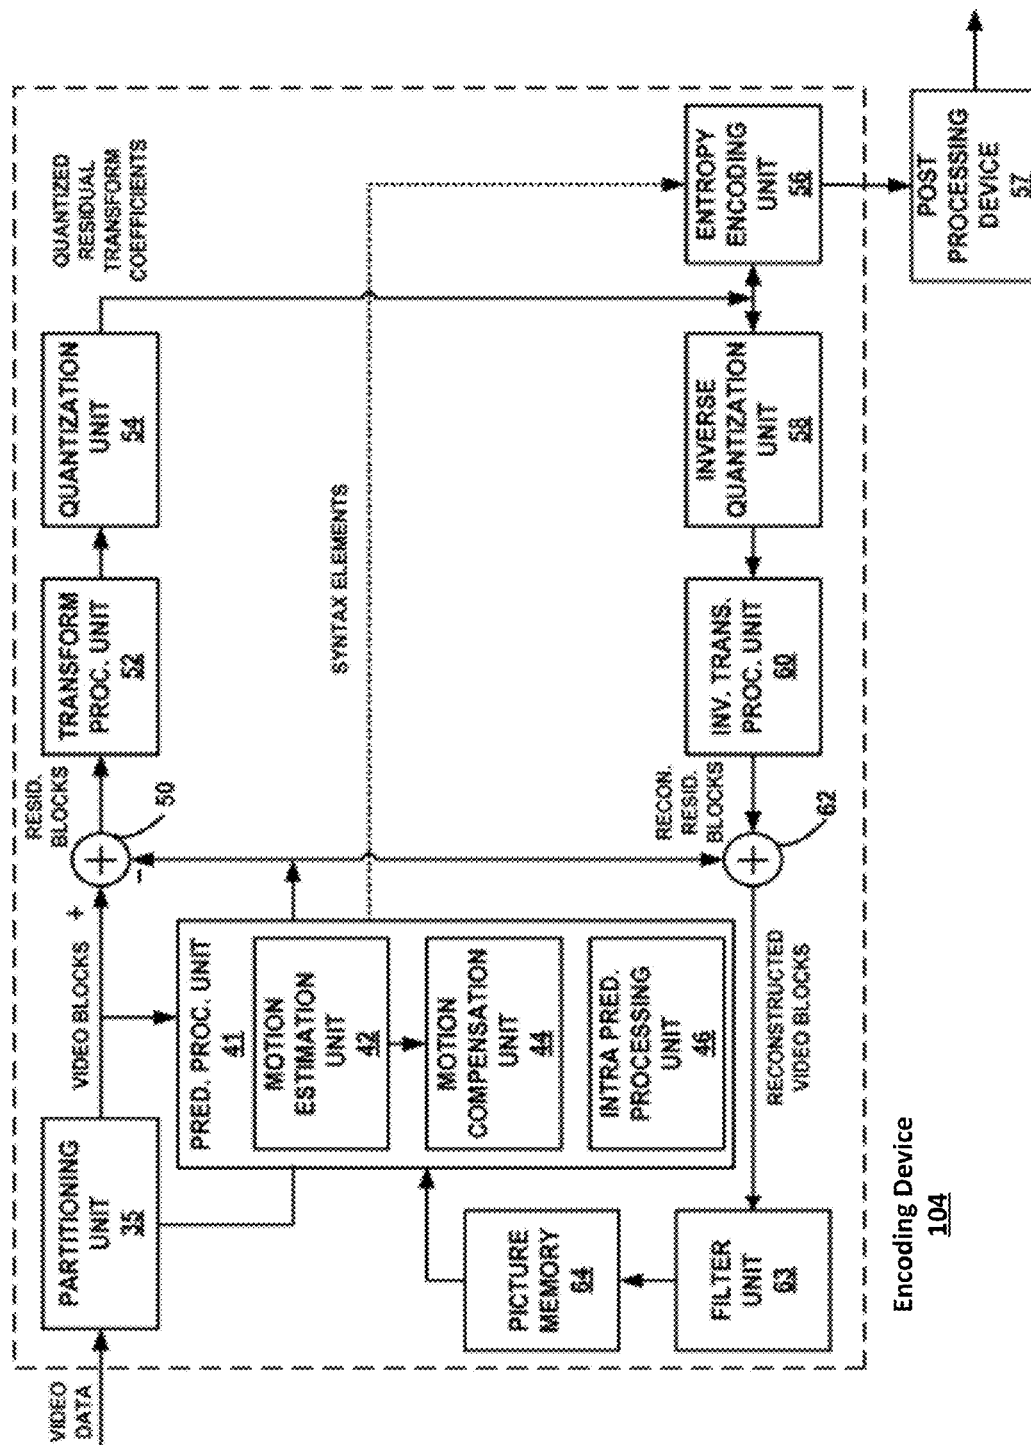 VIDEO
DATA
PARTITIONING
UNIT
35
VIDEO BLOCKS
+
-
+
50
RESID.
BLOCKS
TRANSFORM
PROC. UNIT
52
QUANTIZATION
UNIT
54
QUANTIZED
RESIDUAL
TRANSFORM
COEFFICIENTS
PRED. PROC. UNIT
41
MOTION
ESTIMATION
UNIT
42
MOTION
COMPENSATION
UNIT
44
INTRA PRED.
PROCESSING
UNIT
46
SYNTAX ELEMENTS
PICTURE
MEMORY
64
FILTER
UNIT
63
RECONSTRUCTED
VIDEO BLOCKS
+
62
RECON.
RESID.
BLOCKS
INV. TRANS.
PROC. UNIT
60
INVERSE
QUANTIZATION
UNIT
58
ENTROPY
ENCODING
UNIT
56
POST
PROCESSING
DEVICE
57
Encoding Device
104